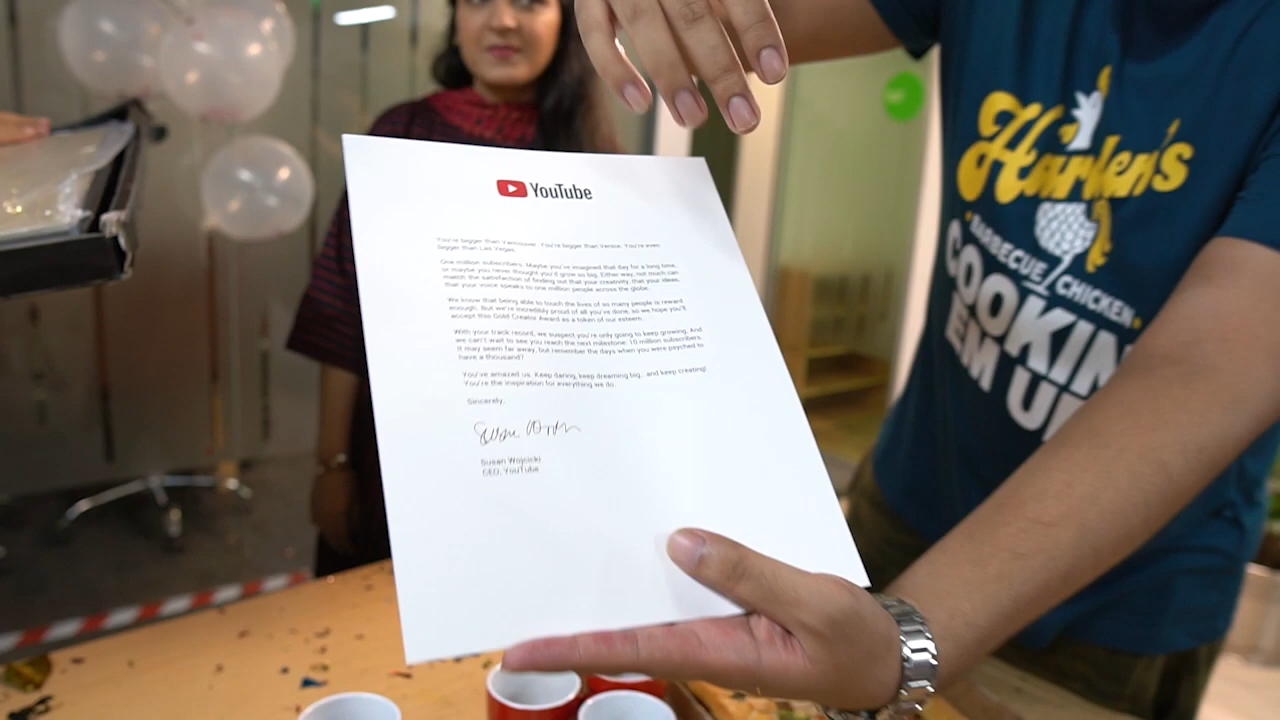 YouTube
You're bigger than Vancouver. You're bigger than Venice. You're even
bigger than Las Vegas.
One million subscribers. Maybe you've imagined that day for a long time,
or maybe you never thought you'd grow so big. Either way, not much can
match the satisfaction of finding out that your creativity, that your ideas,
that your voice speaks to one million people across the globe.
We know that being able to touch the lives of so many people is reward
enough. But we're incredibly proud of all you've done, so we hope you'll
accept this Gold Creator Award as a token of our esteem.
With your track record, we suspect you're only going to keep growing. And
we can't wait to see you reach the next milestone: 10 million subscribers.
It may seem far away, but remember the days when you were psyched to
have a thousand?
You've amazed us. Keep daring, keep dreaming big... and keep creating!
You're the inspiration for everything we do.
Sincerely,
Susan Wojcicki
CEO, YouTube
Harden's
BARBECUE CHICKEN
COOKIN
EM UP